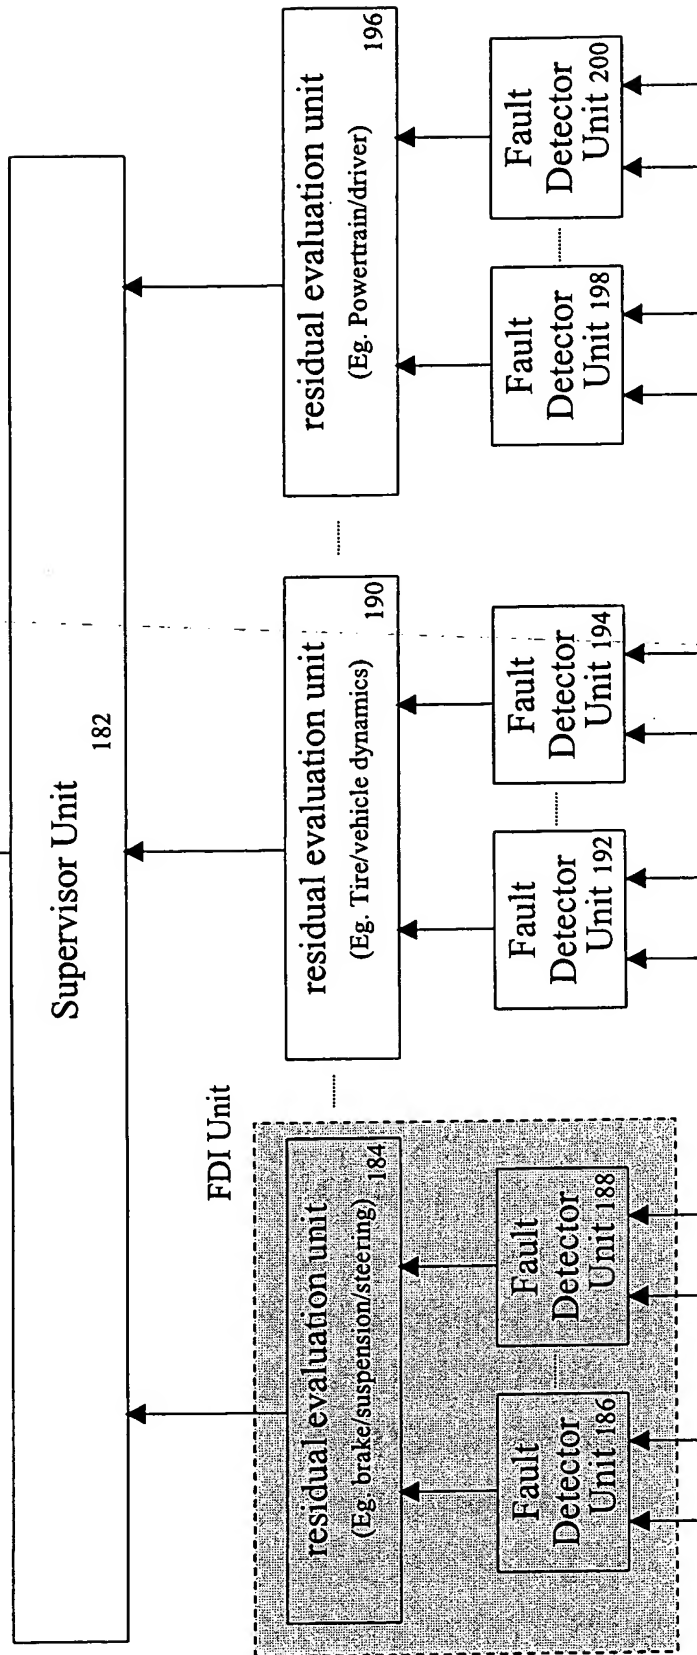 Supervisor Unit
182
FDI Unit
residual evaluation unit
(Eg. brake/suspension/steering)
184
residual evaluation unit
(Eg. Tire/vehicle dynamics)
190
residual evaluation unit
(Eg. Powertrain/driver)
196
Fault
Detector
Unit 186
Fault
Detector
Unit 188
Fault
Detector
Unit 192
Fault
Detector
Unit 194
Fault
Detector
Unit 198
Fault
Detector
Unit 200